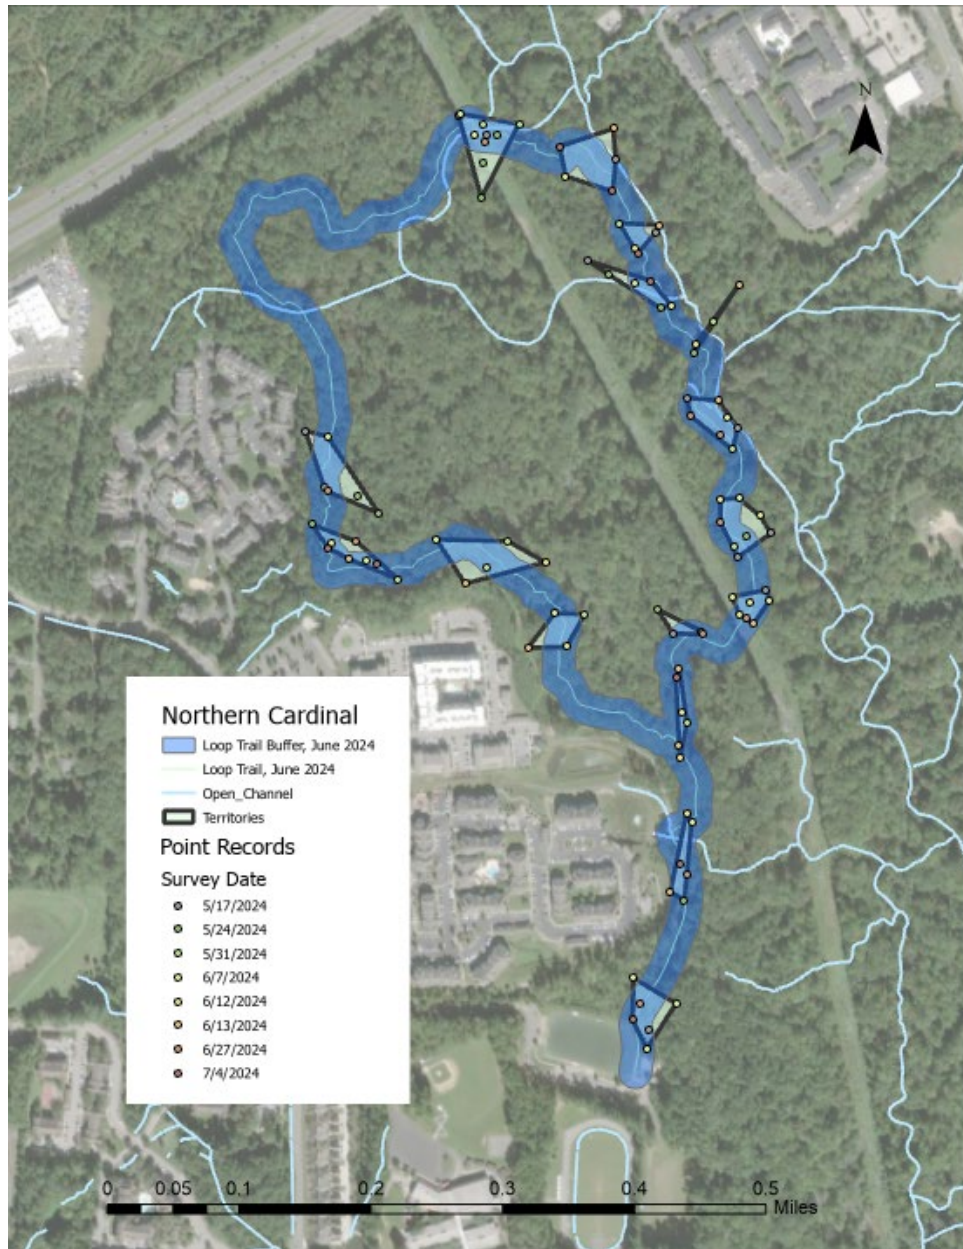 N
Northern Cardinal
Loop Trail Buffer, June 2024
Loop Trail, June 2024
Open_Channel
Territories
Point Records
Survey Date
5/17/2024
5/24/2024
5/31/2024
6/7/2024
6/12/2024
6/13/2024
6/27/2024
7/4/2024
0 0.05 0.1 0.2 0.3 0.4 0.5
Miles